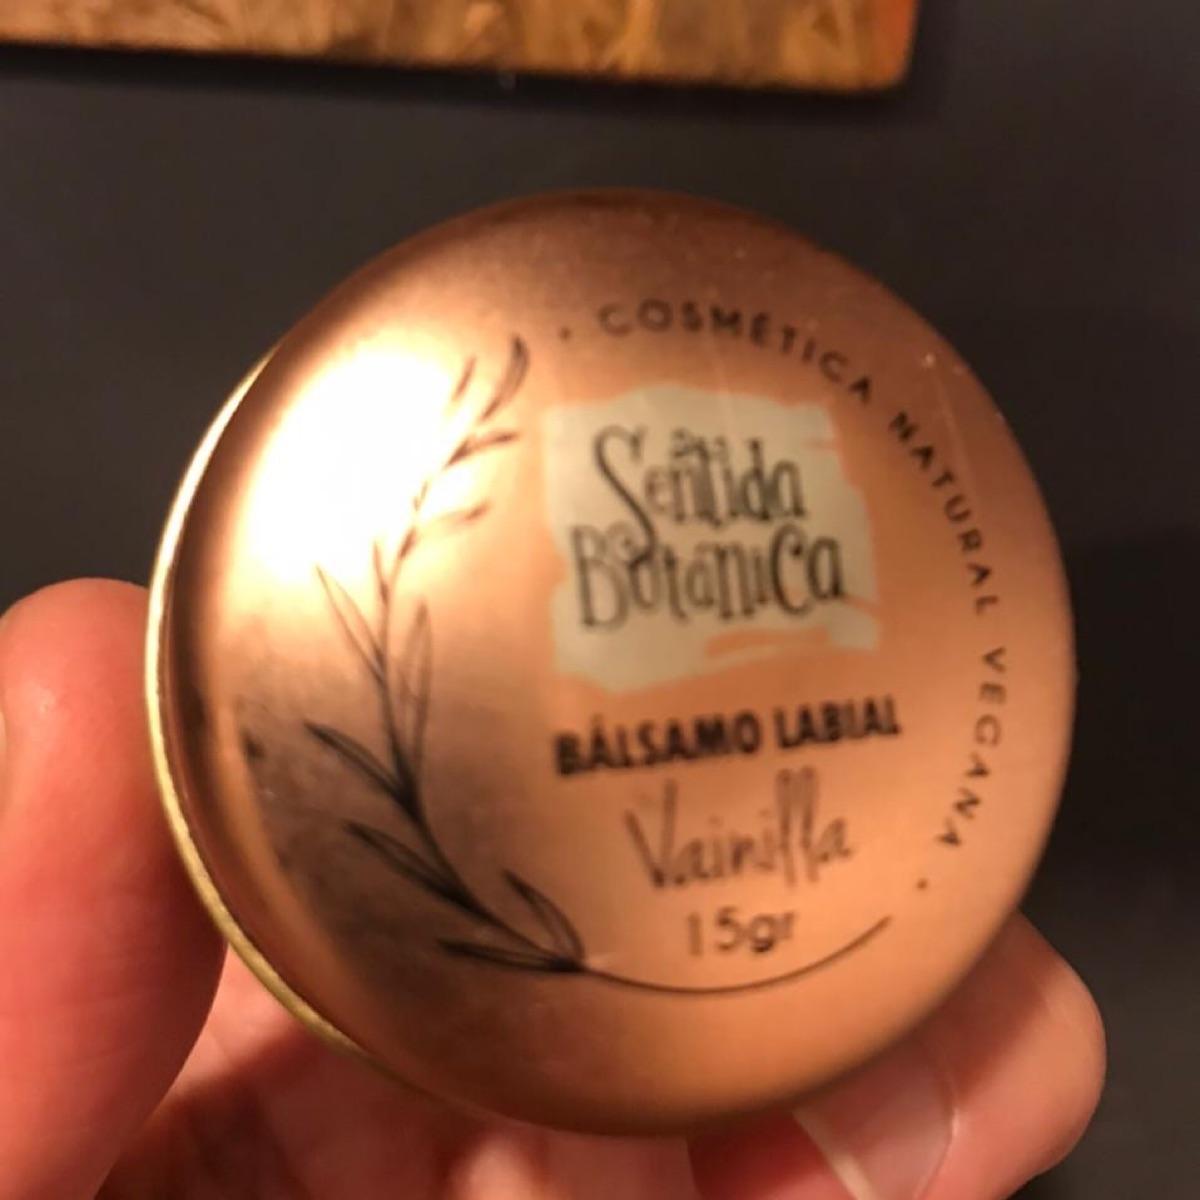 · COSMÉTICA NATURAL VEGANA ·
Sentida
Botánica
BÁLSAMO LABIAL
Vainilla
15gr